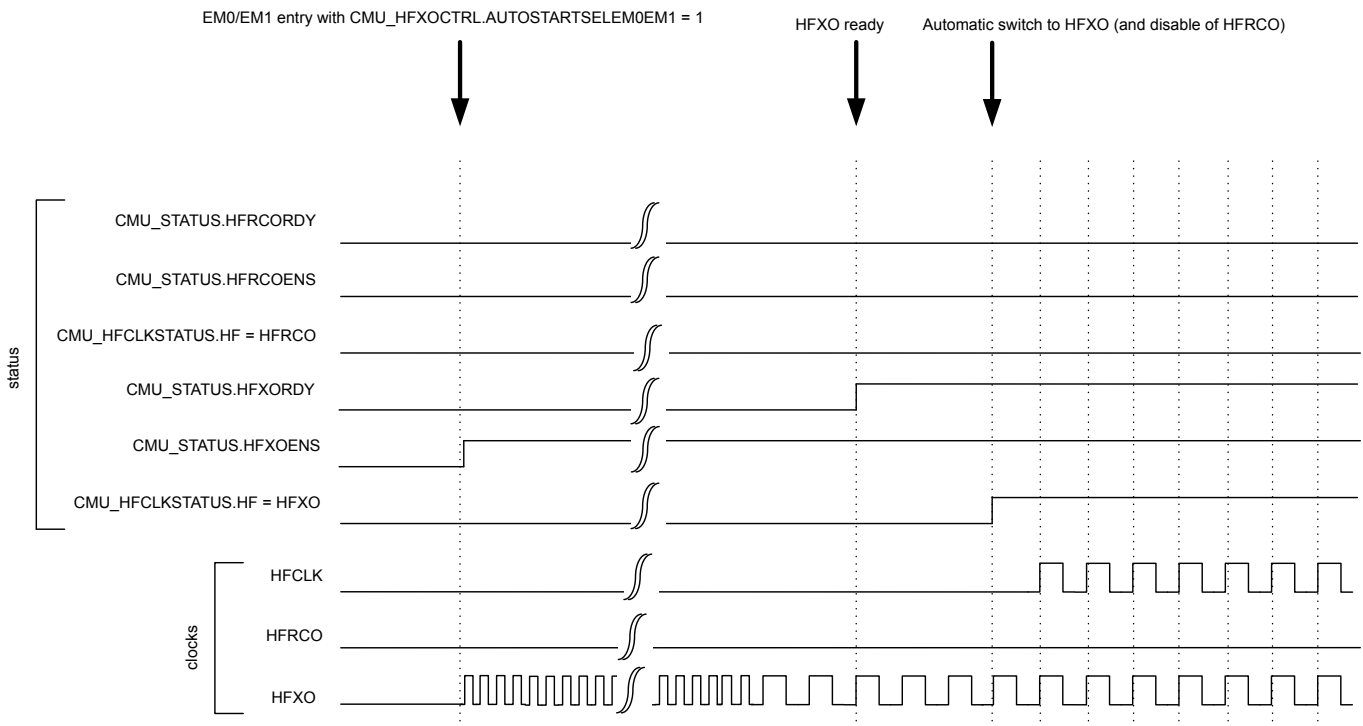 EM0/EM1 entry with CMU_HFXOCTRL.AUTOSTARTSELEM0EM1 = 1
HFXO ready
Automatic switch to HFXO (and disable of HFRCO)
status
CMU_STATUS.HFRCORDY
CMU_STATUS.HFRCOENS
CMU_HFCLKSTATUS.HF = HFRCO
CMU_STATUS.HFXORDY
CMU_STATUS.HFXOENS
CMU_HFCLKSTATUS.HF = HFXO
clocks
HFCLK
HFRCO
HFXO